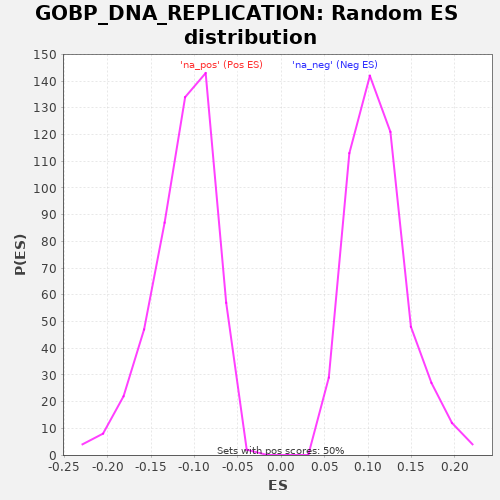 GOBP_DNA_REPLICATION: Random ES
distribution
'na_pos' (Pos ES) 'na_neg' (Neg ES)
150
140
130
120
110
100
90
80
70
60
50
40
30
20
10
0
P(ES)
Sets with pos scores: 50%
-0.25 -0.20 -0.15 -0.10 -0.05 0.00 0.05 0.10 0.15 0.20
ES